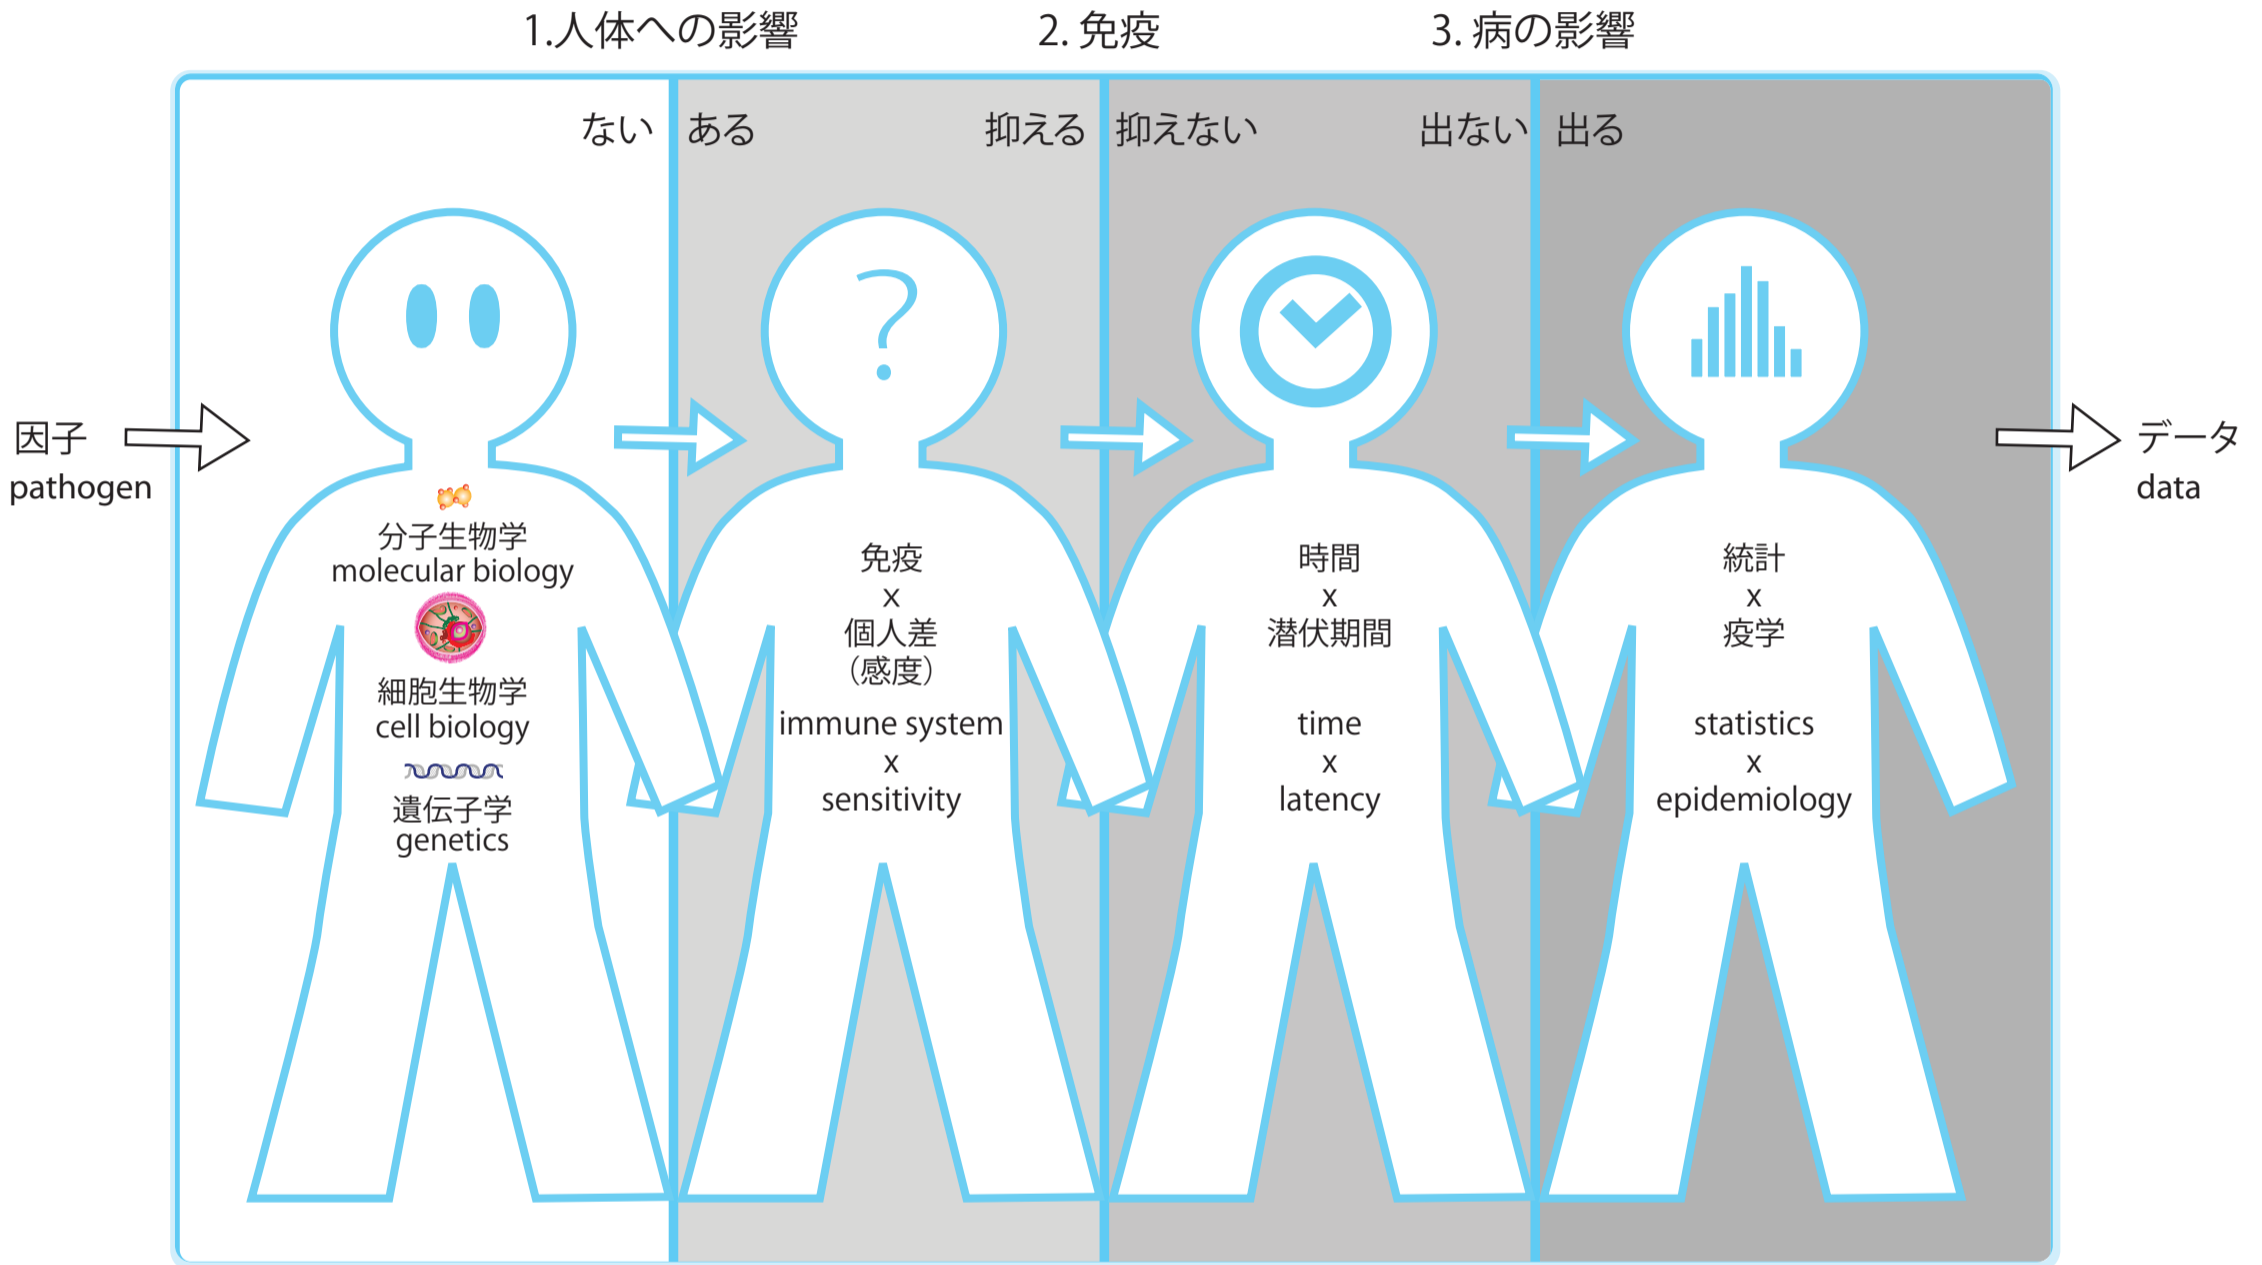 1.人体への影響
2. 免疫
3. 病の影響
ない
ある
抑える
抑えない
出ない
出る
因子
pathogen
分子生物学
molecular biology
細胞生物学
cell biology
遺伝子学
genetics
免疫
x
個人差
（感度）
immune system
x
sensitivity
時間
x
潜伏期間
time
x
latency
統計
x
疫学
statistics
x
epidemiology
データ
data